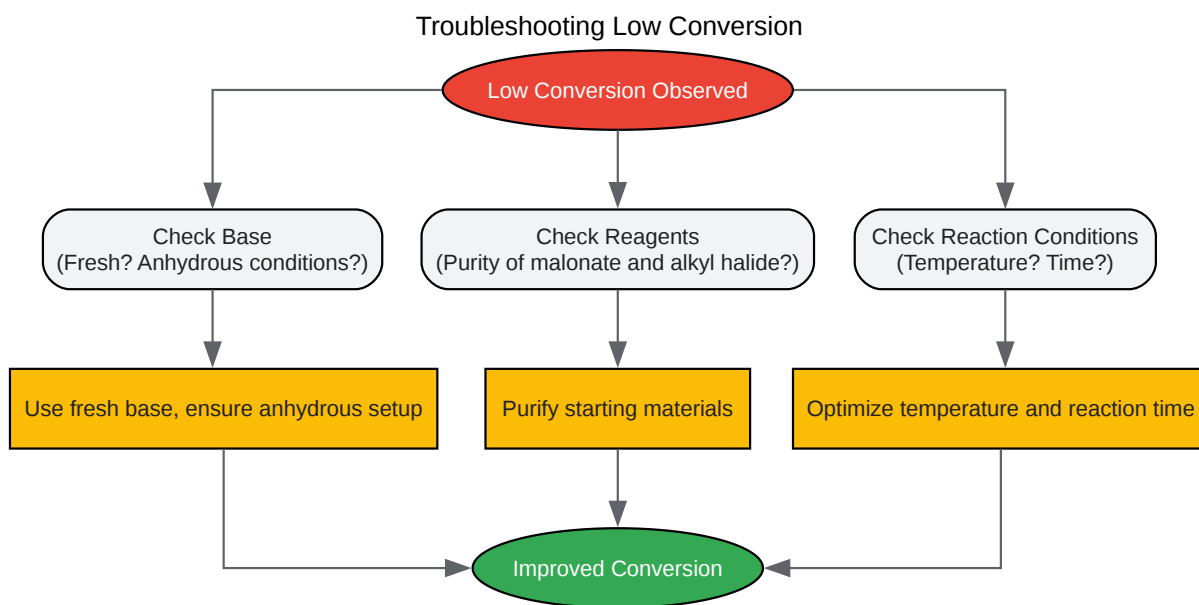 Troubleshooting Low Conversion
Low Conversion Observed
Check Base
(Fresh? Anhydrous conditions?)
Check Reagents
(Purity of malonate and alkyl halide?)
Check Reaction Conditions
(Temperature? Time?)
Use fresh base, ensure anhydrous setup
Purify starting materials
Optimize temperature and reaction time
Improved Conversion